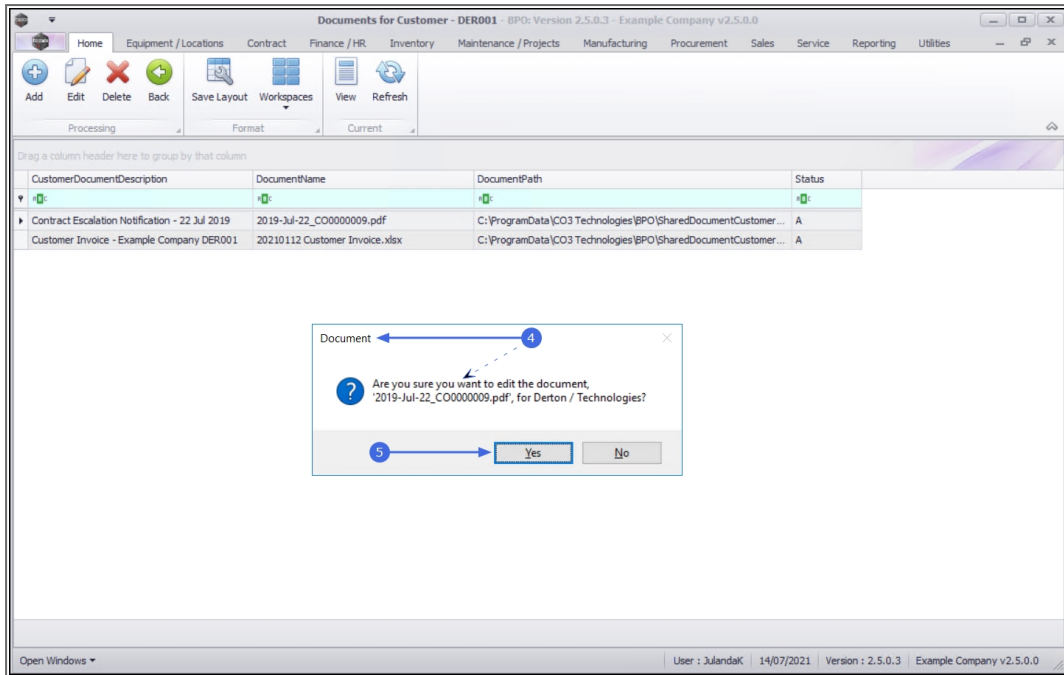 Documents for Customer - DER001 - BPO: Version 2.5.0.3 - Example Company v2.5.0.0
Home Equipment / Locations Contract Finance / HR Inventory Maintenance / Projects Manufacturing Procurement Sales Service Reporting Utilities
Add Edit Delete Back Save Layout Workspaces View Refresh
Processing Format Current
Drag a column header here to group by that column
CustomerDocumentDescription DocumentName DocumentPath Status
Contract Escalation Notification - 22 Jul 2019 2019-Jul-22_CO0000009.pdf C:\ProgramData\CO3 Technologies\BPO\SharedDocumentCustomer... A
Customer Invoice - Example Company DER001 20210112 Customer Invoice.xlsx C:\ProgramData\CO3 Technologies\BPO\SharedDocumentCustomer... A
Document 4
Are you sure you want to edit the document,
'2019-Jul-22_CO0000009.pdf', for Derton / Technologies?
5 Yes No
Open Windows User : JulandaK 14/07/2021 Version : 2.5.0.3 Example Company v2.5.0.0